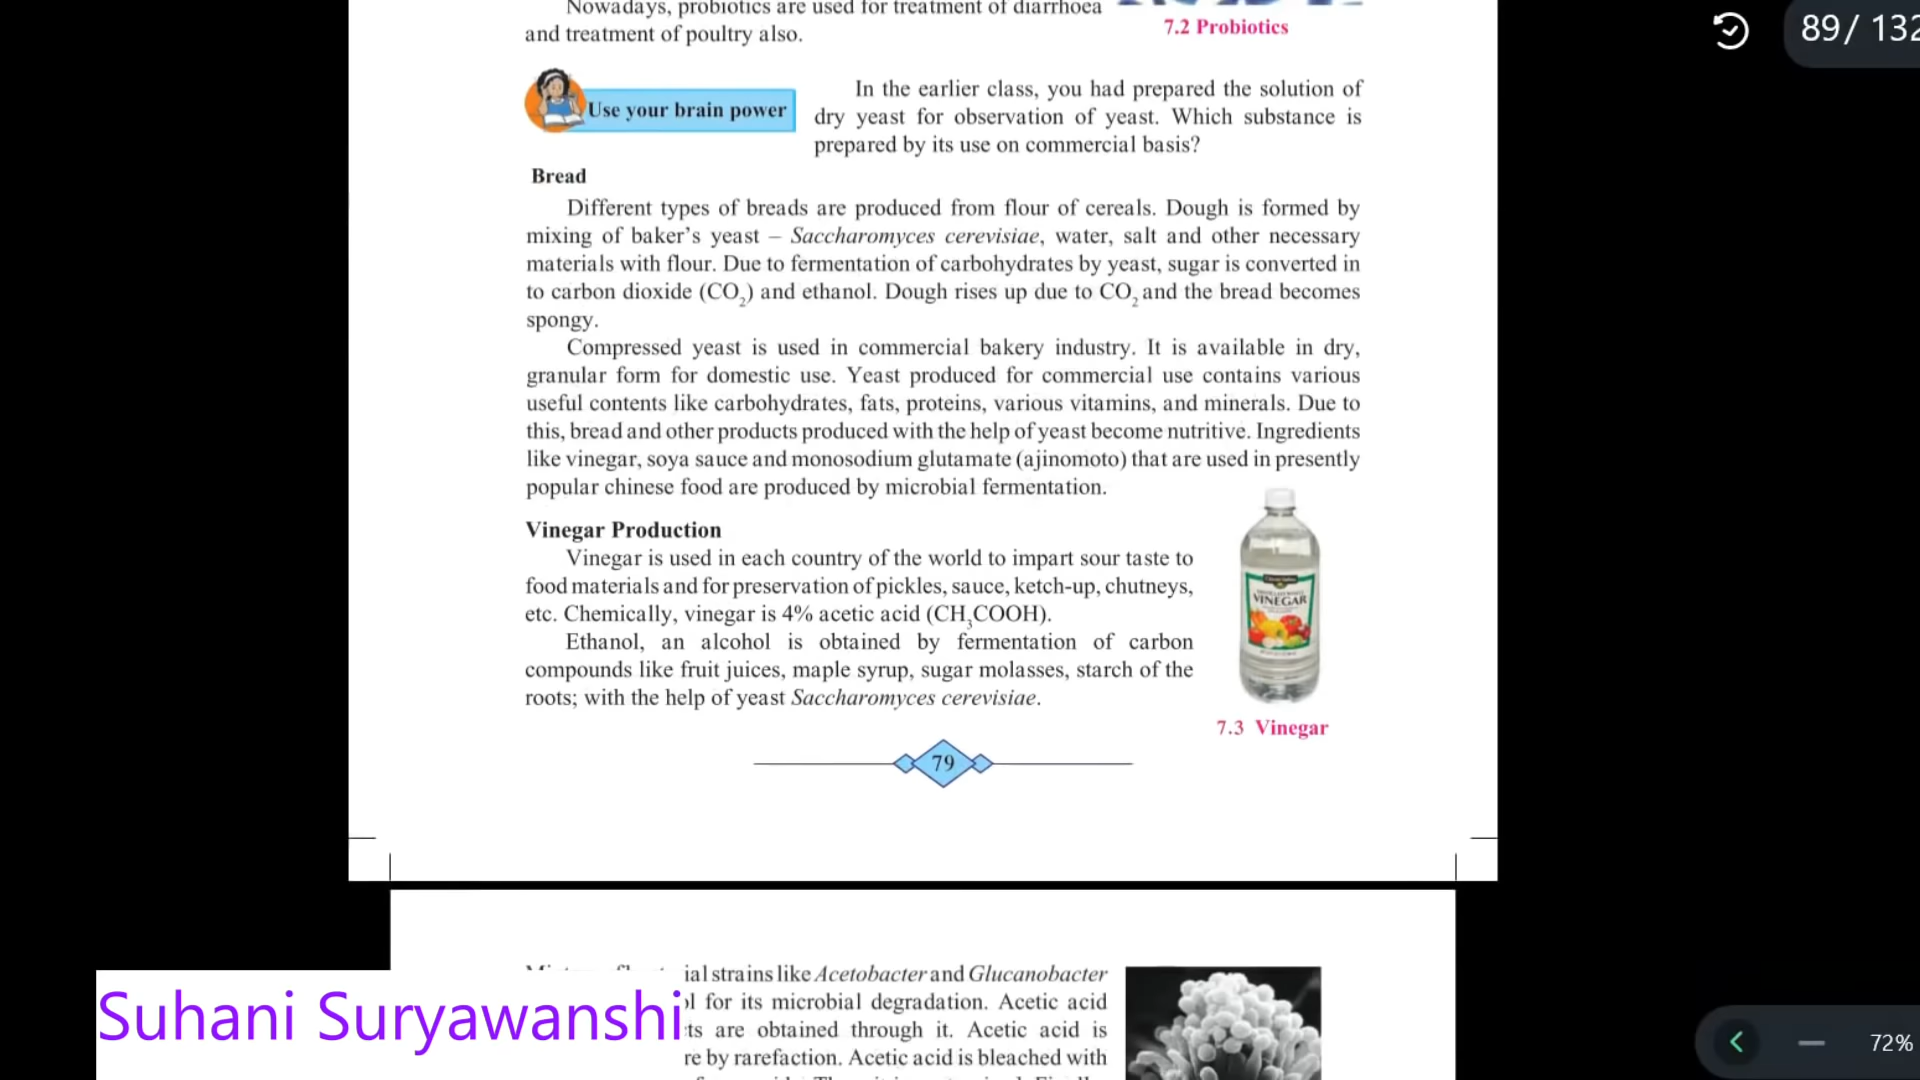 Nowadays, probiotics are used for treatment of diarrhoea
and treatment of poultry also.
7.2 Probiotics
89/ 132
Use your brain power
In the earlier class, you had prepared the solution of
dry yeast for observation of yeast. Which substance is
prepared by its use on commercial basis?
Bread
Different types of breads are produced from flour of cereals. Dough is formed by
mixing of baker's yeast – Saccharomyces cerevisiae, water, salt and other necessary
materials with flour. Due to fermentation of carbohydrates by yeast, sugar is converted in
to carbon dioxide (CO₂) and ethanol. Dough rises up due to CO₂ and the bread becomes
spongy.
Compressed yeast is used in commercial bakery industry. It is available in dry,
granular form for domestic use. Yeast produced for commercial use contains various
useful contents like carbohydrates, fats, proteins, various vitamins, and minerals. Due to
this, bread and other products produced with the help of yeast become nutritive. Ingredients
like vinegar, soya sauce and monosodium glutamate (ajinomoto) that are used in presently
popular chinese food are produced by microbial fermentation.
Vinegar Production
Vinegar is used in each country of the world to impart sour taste to
food materials and for preservation of pickles, sauce, ketch-up, chutneys,
etc. Chemically, vinegar is 4% acetic acid (CH₃COOH).
Ethanol, an alcohol is obtained by fermentation of carbon
compounds like fruit juices, maple syrup, sugar molasses, starch of the
roots; with the help of yeast Saccharomyces cerevisiae.
VINEGAR
7.3 Vinegar
79
ial strains like Acetobacter and Glucanobacter
l for its microbial degradation. Acetic acid
ts are obtained through it. Acetic acid is
re by rarefaction. Acetic acid is bleached with
Suhani Suryawanshi
72%